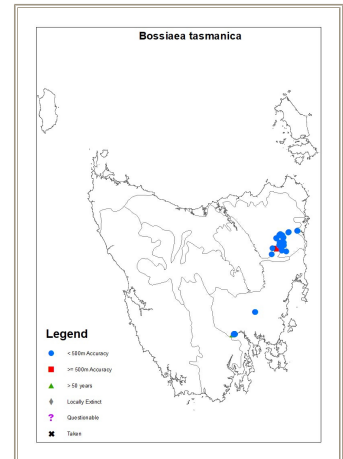 Bossiaea tasmanica
Legend
< 500m Accuracy
>= 500m Accuracy
> 50 years
Locally Extinct
Questionable
?
Taken